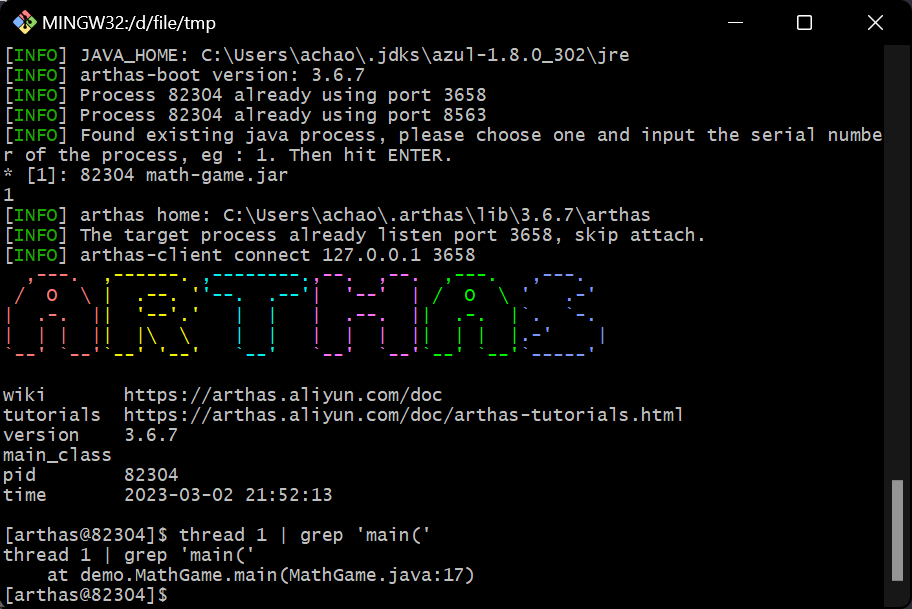 MINGW32:/d/file/tmp
[INFO] JAVA_HOME: C:\Users\achao\.jdks\azul-1.8.0_302\jre
[INFO] arthas-boot version: 3.6.7
[INFO] Process 82304 already using port 3658
[INFO] Process 82304 already using port 8563
[INFO] Found existing java process, please choose one and input the serial numbe
r of the process, eg : 1. Then hit ENTER.
* [1]: 82304 math-game.jar
1
[INFO] arthas home: C:\Users\achao\.arthas\lib\3.6.7\arthas
[INFO] The target process already listen port 3658, skip attach.
[INFO] arthas-client connect 127.0.0.1 3658
ARTHAS
wiki       https://arthas.aliyun.com/doc
tutorials  https://arthas.aliyun.com/doc/arthas-tutorials.html
version    3.6.7
main_class
pid        82304
time       2023-03-02 21:52:13
[arthas@82304]$ thread 1 | grep 'main('
thread 1 | grep 'main('
    at demo.MathGame.main(MathGame.java:17)
[arthas@82304]$